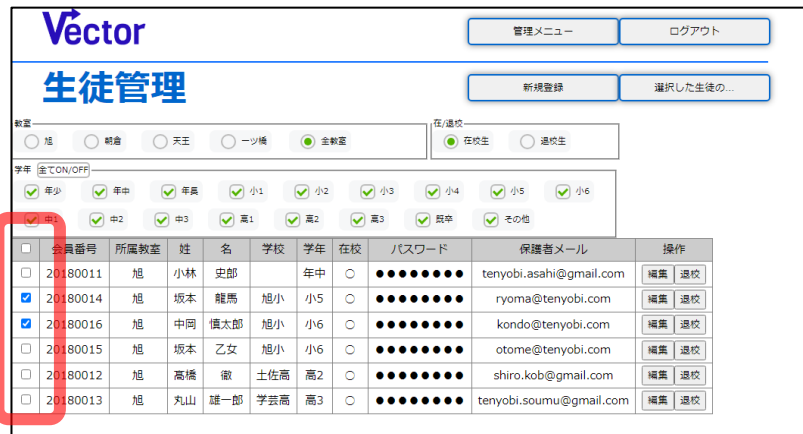 Vector
管理メニュー ログアウト
生徒管理
新規登録 選択した生徒の...
教室 在/退校
旭 朝倉 天王 一ツ橋 全教室 在校生 退校生
学年 全てON/OFF
年少 年中 年長 小1 小2 小3 小4 小5 小6
中1 中2 中3 高1 高2 高3 既卒 その他
会員番号 所属教室 姓 名 学校 学年 在校 パスワード 保護者メール 操作
20180011 旭 小林 史郎 年中 ○ ●●●●●●●● tenyobi.asahi@gmail.com 編集 退校
20180014 旭 坂本 龍馬 旭小 小5 ○ ●●●●●●●● ryoma@tenyobi.com 編集 退校
20180016 旭 中岡 慎太郎 旭小 小6 ○ ●●●●●●●● kondo@tenyobi.com 編集 退校
20180015 旭 坂本 乙女 旭小 小6 ○ ●●●●●●●● otome@tenyobi.com 編集 退校
20180012 旭 髙橋 徹 土佐高 高2 ○ ●●●●●●●● shiro.kob@gmail.com 編集 退校
20180013 旭 丸山 雄一郎 学芸高 高3 ○ ●●●●●●●● tenyobi.soumu@gmail.com 編集 退校